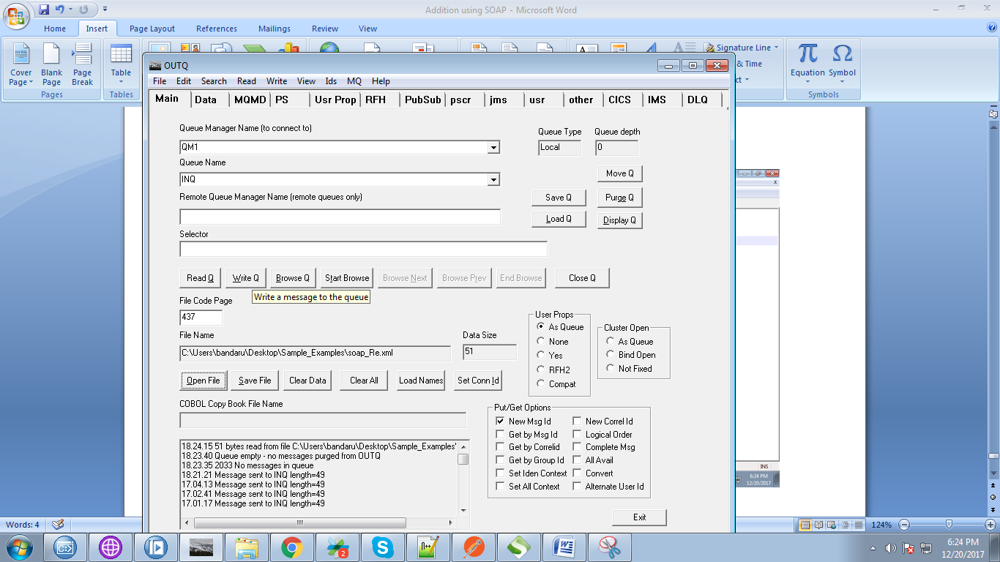 Addition using SOAP - Microsoft Word
Home Insert Page Layout References Mailings Review View
Cover Page Blank Page Page Break Table
Signature Line
& Time
Equation Symbol
Pages Tables Symbols
OUTQ
File Edit Search Read Write View Ids MQ Help
Main Data MQMD PS Usr Prop RFH PubSub pscr jms usr other CICS IMS DLQ
Queue Manager Name (to connect to)
Queue Type Queue depth
QM1
Local 0
Queue Name
Move Q
INQ
Remote Queue Manager Name (remote queues only)
Save Q Purge Q
Load Q Display Q
Selector
Read Q Write Q Browse Q Start Browse Browse Next Browse Prev End Browse Close Q
Write a message to the queue
File Code Page
437
User Props
As Queue
None
Yes
RFH2
Compat
Cluster Open
As Queue
Bind Open
Not Fixed
File Name
Data Size
C:\Users\bandaru\Desktop\Sample_Examples\soap_Re.xml
51
Open File Save File Clear Data Clear All Load Names Set Conn Id
COBOL Copy Book File Name
Put/Get Options
New Msg Id New Correl Id
Get by Msg Id Logical Order
Get by Correlid Complete Msg
Get by Group Id All Avail
Set Iden Context Convert
Set All Context Alternate User Id
18.24.15 51 bytes read from file C:\Users\bandaru\Desktop\Sample_Examples'
18.23.40 Queue empty - no messages purged from OUTQ
18.23.35 2033 No messages in queue
18.21.21 Message sent to INQ length=49
17.04.13 Message sent to INQ length=49
17.02.41 Message sent to INQ length=49
17.01.17 Message sent to INQ length=49
Exit
INS
6:24 PM
12/20/2017
Words: 4
124%
6:24 PM
12/20/2017